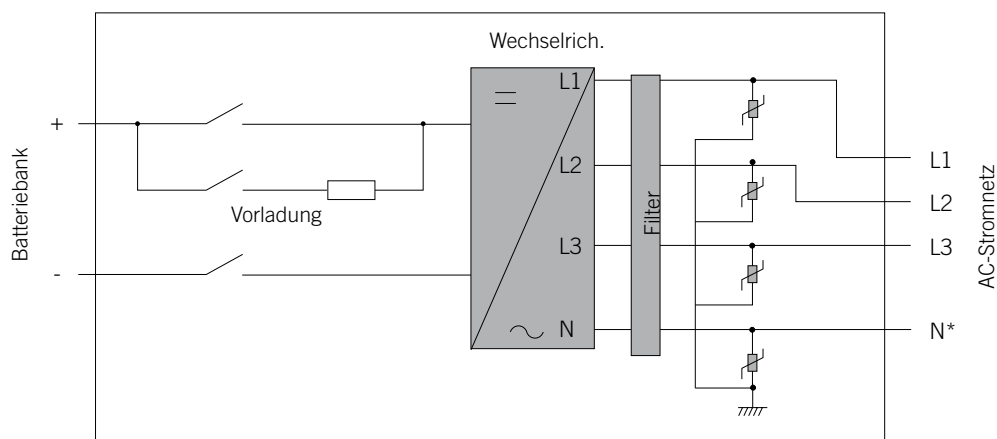 Wechselrich.
Batteriebank
+
-
Vorladung
L1
L2
L3
N
Filter
L1
L2
L3
N*
AC-Stromnetz